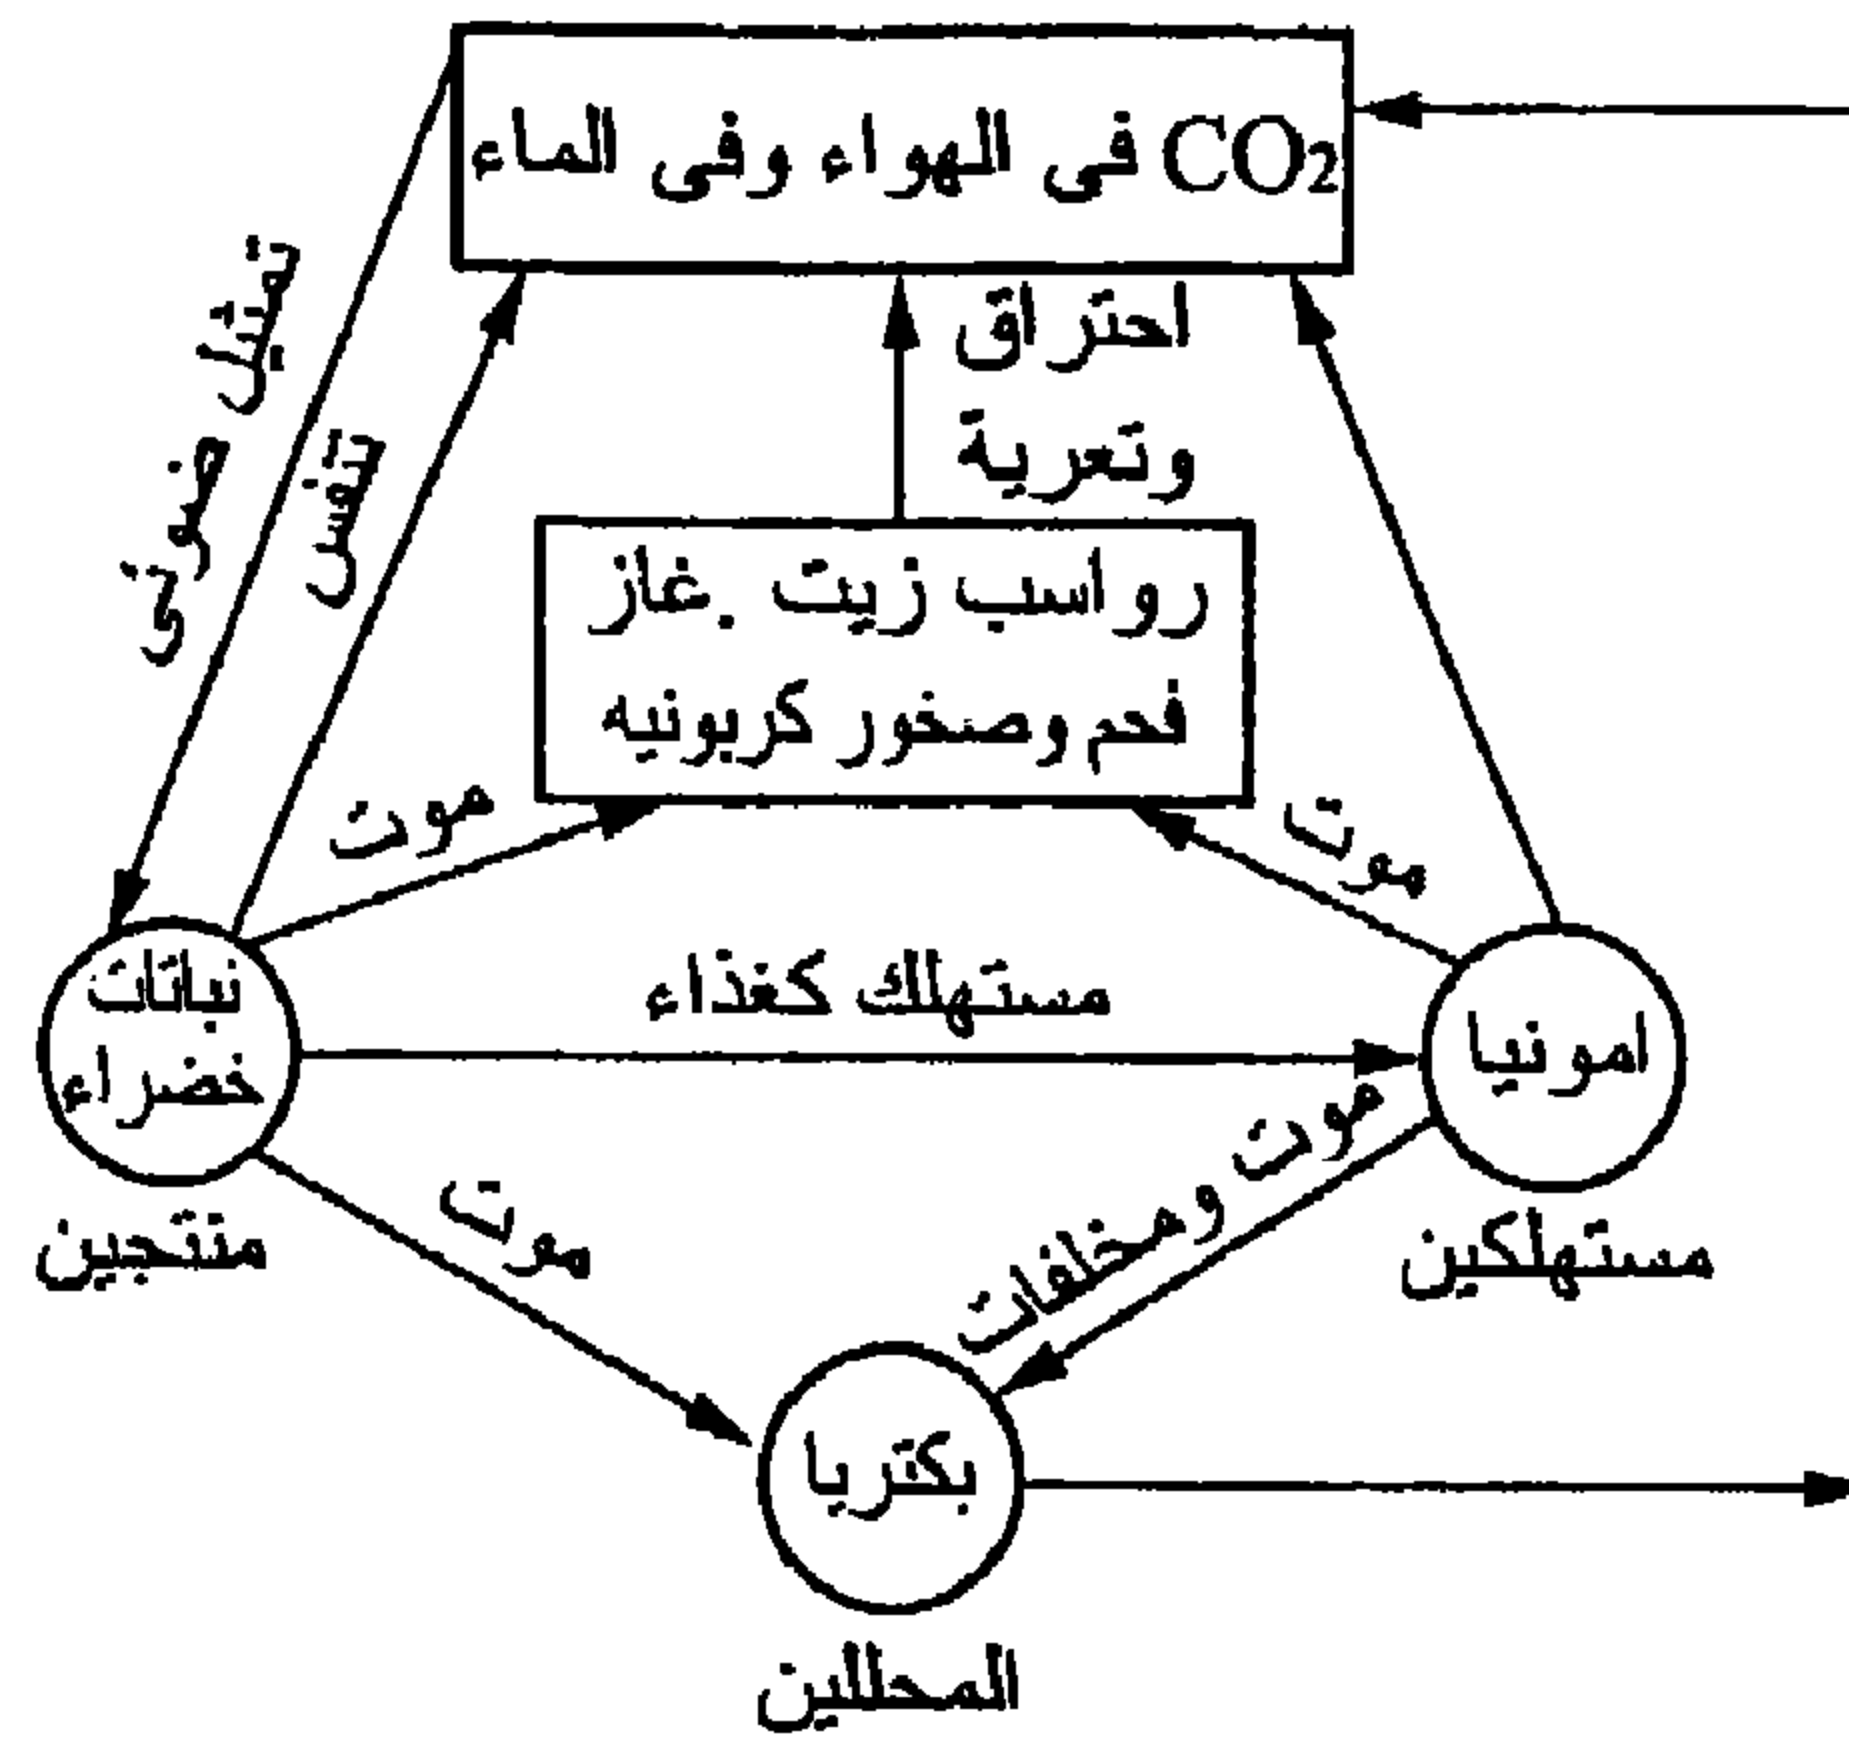 CO2 فى الهواء وفى الماء
تمثيل ضوئى
تنفس
احتراق
وتعرية
رواسب زيت . غاز
فحم وصخور كربونيه
موت
موت
نباتات
خضراء
مستهلك كغذاء
امونيا
منتجين
موت
موت ومخلفات
مستهلكين
بكتريا
المحللين